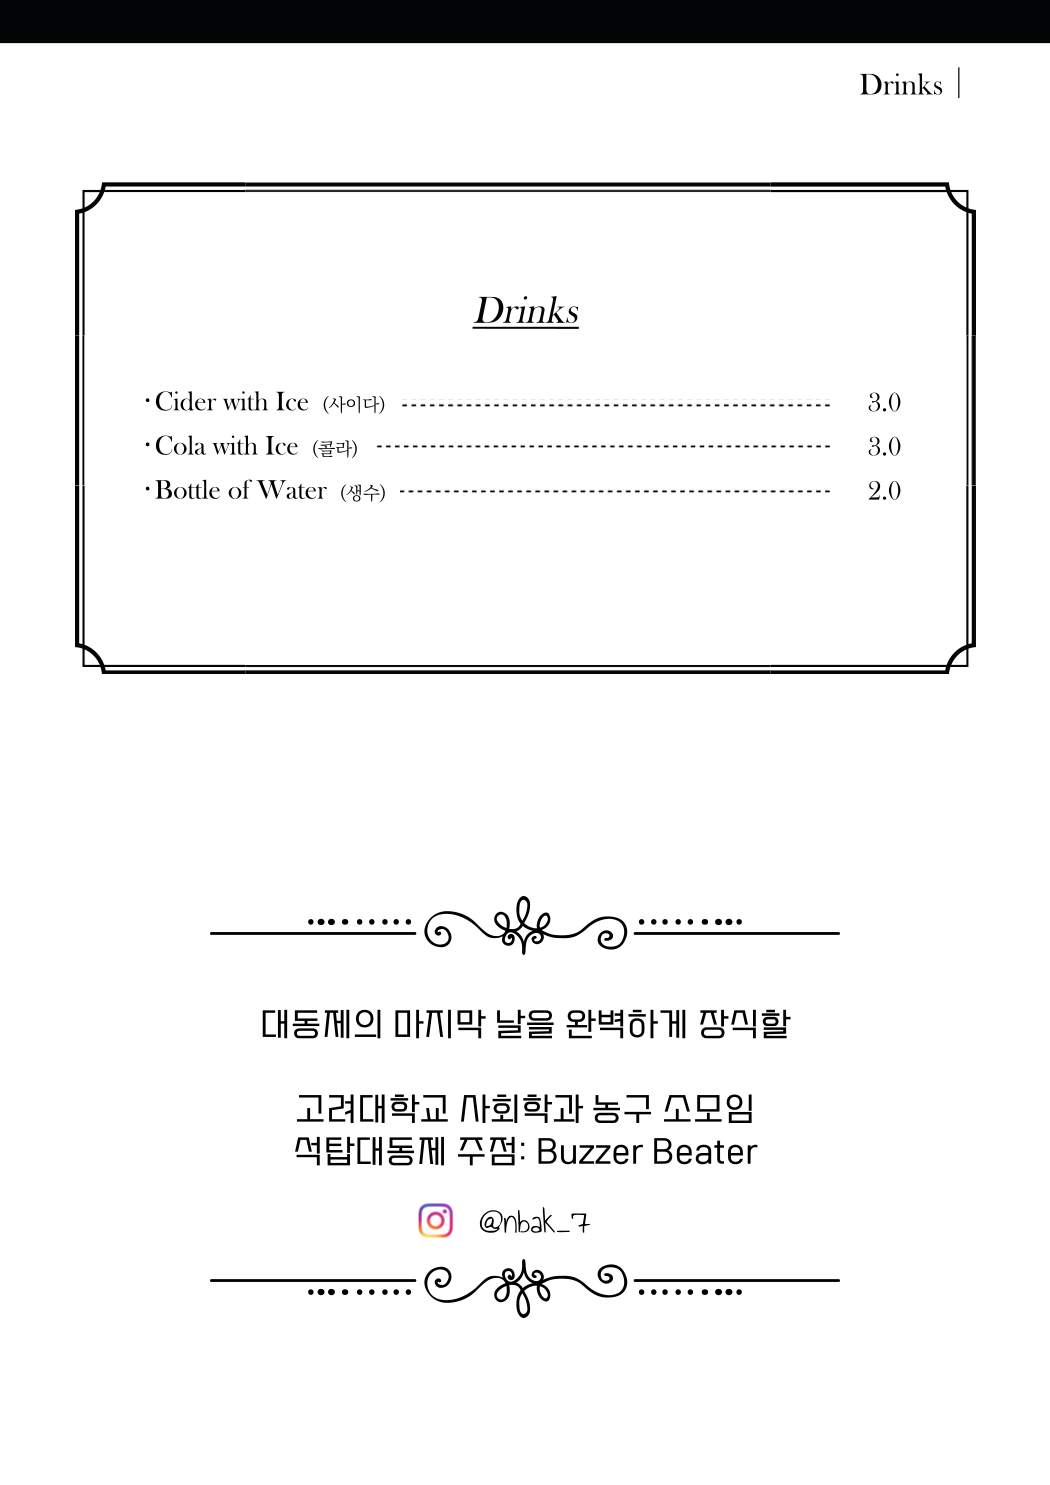 Drinks
Drinks
·Cider with Ice (사이다) 3.0
·Cola with Ice (콜라) 3.0
·Bottle of Water (생수) 2.0
대동제의 마지막 날을 완벽하게 장식할
고려대학교 사회학과 농구 소모임
석탑대동제 주점: Buzzer Beater
@nbak_7